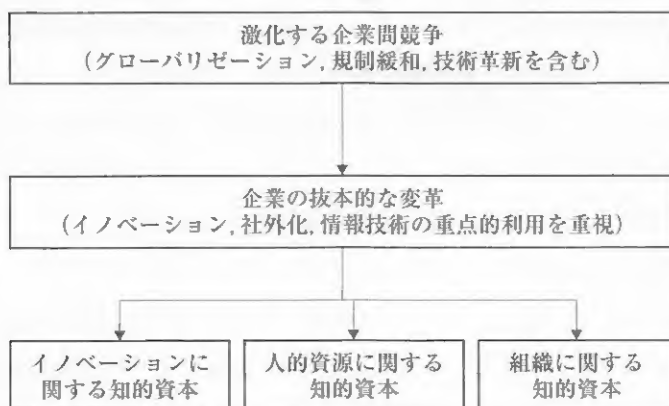 激化する企業間競争
(グローバリゼーション, 規制緩和, 技術革新を含む)
企業の抜本的な変革
(イノベーション, 社外化, 情報技術の重点的利用を重視)
イノベーションに
関する知的資本
人的資源に関する
知的資本
組織に関する
知的資本